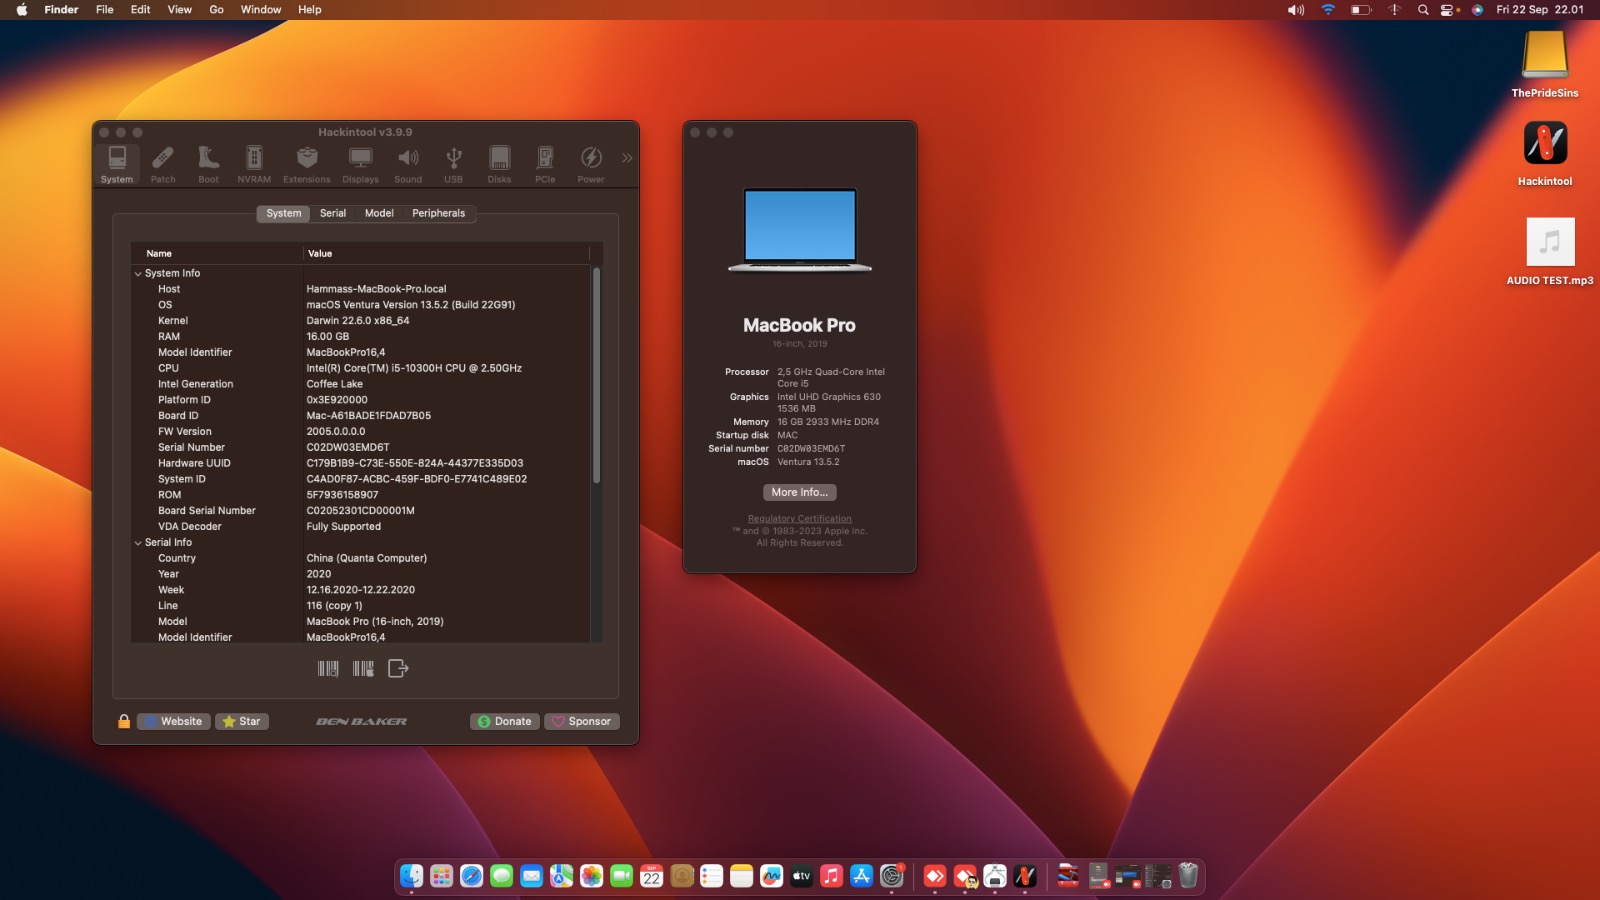 Finder File Edit View Go Window Help
Fri 22 Sep 22.01
ThePrideSins
Hackintool
AUDIO TEST.mp3
Hackintool v3.9.9
System Patch Boot NVRAM Extensions Displays Sound USB Disks PCIe Power
System Serial Model Peripherals
Name Value
System Info
Host Hammass-MacBook-Pro.local
OS macOS Ventura Version 13.5.2 (Build 22G91)
Kernel Darwin 22.6.0 x86_64
RAM 16.00 GB
Model Identifier MacBookPro16,4
CPU Intel(R) Core(TM) i5-10300H CPU @ 2.50GHz
Intel Generation Coffee Lake
Platform ID 0x3E920000
Board ID Mac-A61BADE1FDAD7B05
FW Version 2005.0.0.0.0
Serial Number C02DW03EMD6T
Hardware UUID C179B1B9-C73E-550E-824A-44377E335D03
System ID C4AD0F87-ACBC-459F-BDF0-E7741C489E02
ROM 5F7936158907
Board Serial Number C02052301CD00001M
VDA Decoder Fully Supported
Serial Info
Country China (Quanta Computer)
Year 2020
Week 12.16.2020-12.22.2020
Line 116 (copy 1)
Model MacBook Pro (16-inch, 2019)
Model Identifier MacBookPro16,4
Website Star BEN BAKER Donate Sponsor
MacBook Pro
16-inch, 2019
Processor 2,5 GHz Quad-Core Intel
Core i5
Graphics Intel UHD Graphics 630
1536 MB
Memory 16 GB 2933 MHz DDR4
Startup disk MAC
Serial number C02DW03EMD6T
macOS Ventura 13.5.2
More Info...
Regulatory Certification
™ and © 1983-2023 Apple Inc.
All Rights Reserved.
SEP
22
tv